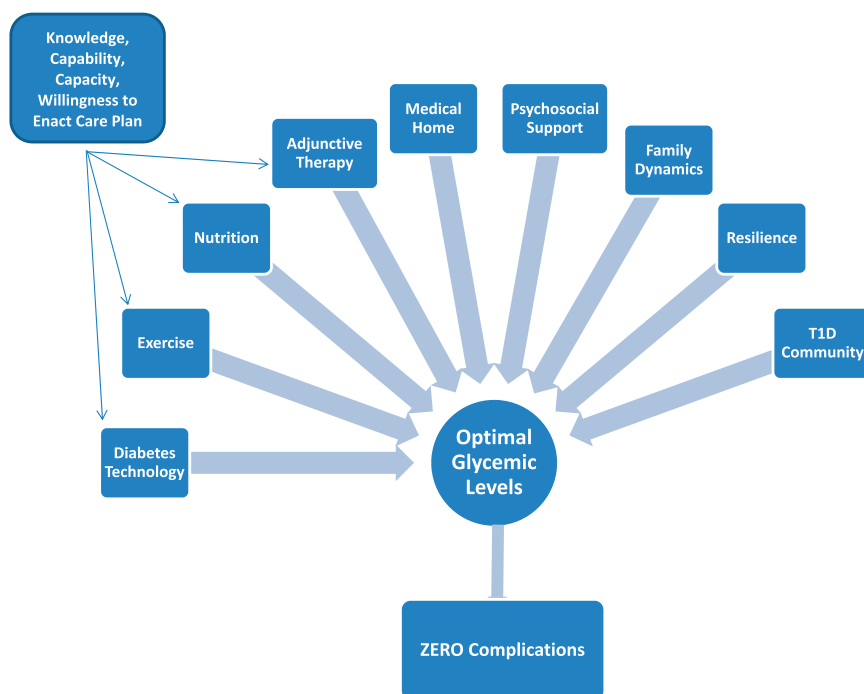 Knowledge,
Capability,
Capacity,
Willingness to
Enact Care Plan
Adjunctive
Therapy
Medical
Home
Psychosocial
Support
Family
Dynamics
Nutrition
Resilience
Exercise
T1D
Community
Diabetes
Technology
Optimal
Glycemic
Levels
ZERO Complications